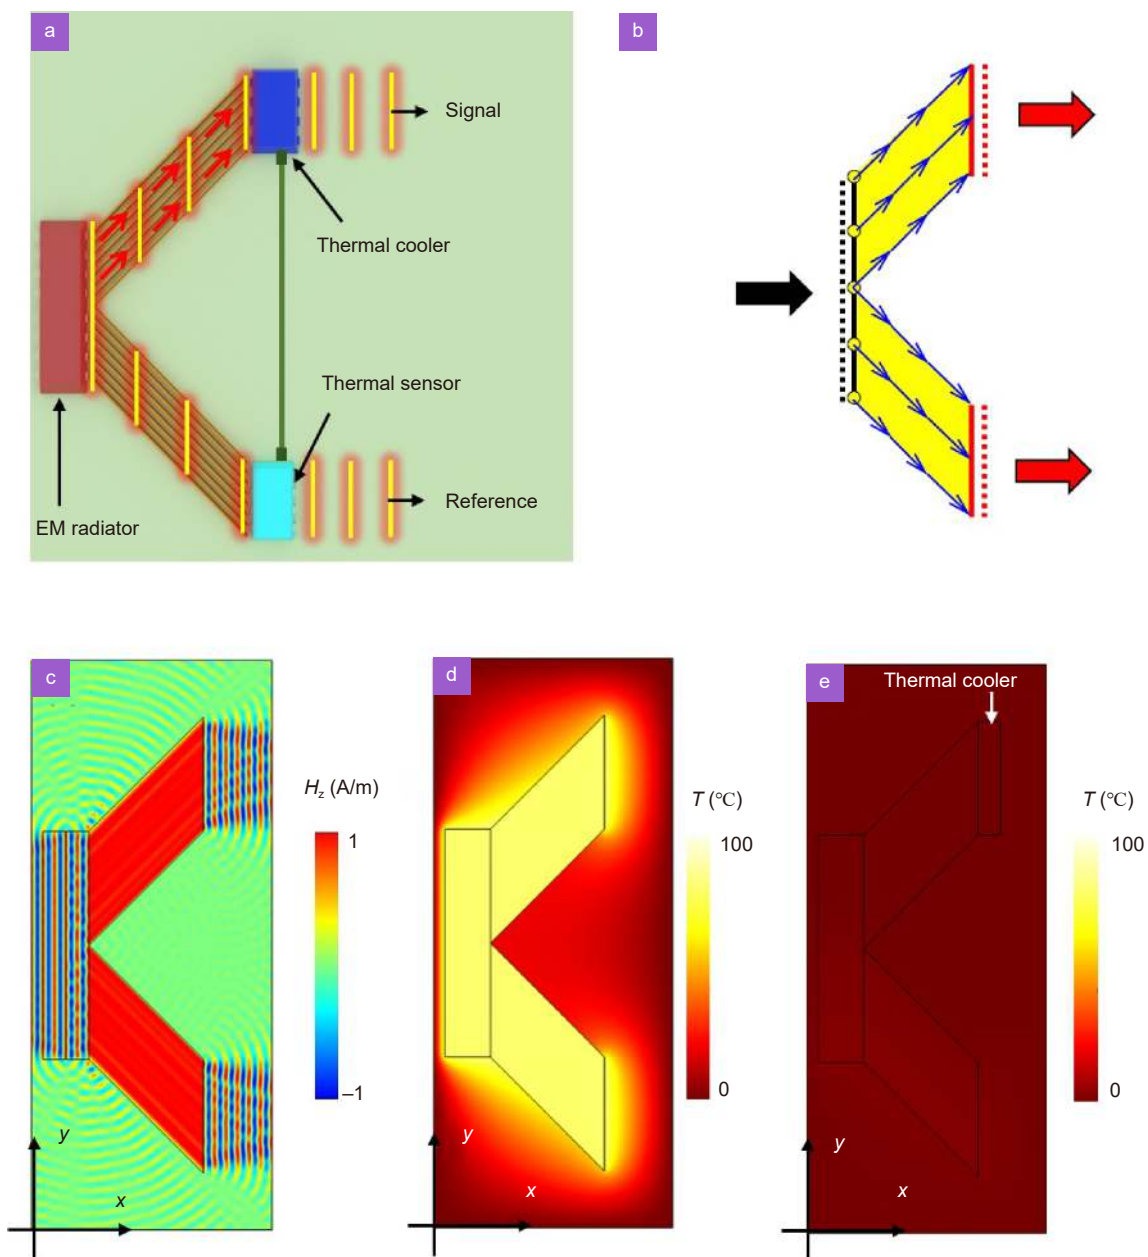 a
Signal
Thermal cooler
Thermal sensor
Reference
EM radiator
b
c
Hz (A/m)
1
–1
y
x
d
T (°C)
100
0
y
x
e
Thermal cooler
T (°C)
100
0
y
x